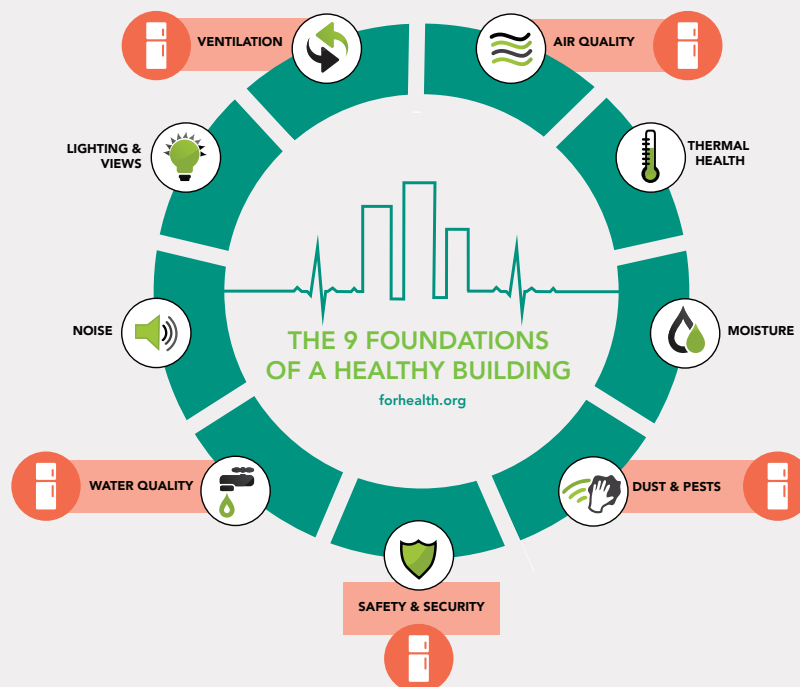 VENTILATION
AIR QUALITY
LIGHTING &
VIEWS
THERMAL
HEALTH
NOISE
MOISTURE
THE 9 FOUNDATIONS
OF A HEALTHY BUILDING
forhealth.org
WATER QUALITY
DUST & PESTS
SAFETY & SECURITY